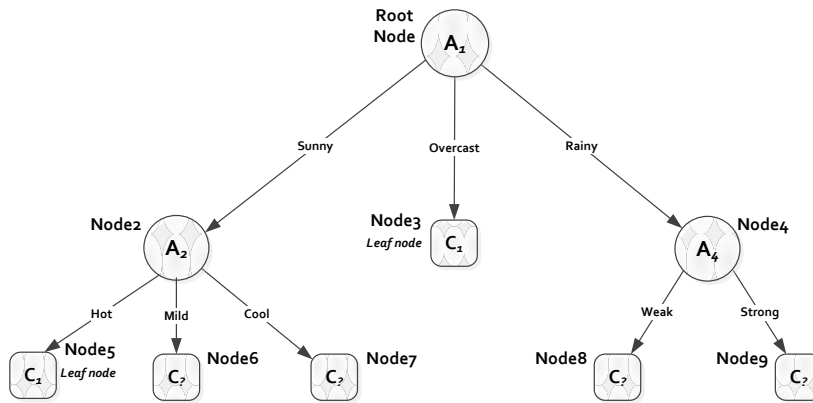 Root
Node
A1
Sunny
Overcast
Rainy
Node2
A2
Node3
Leaf node
C1
Node4
A4
Hot
Mild
Cool
Weak
Strong
Node5
Leaf node
C1
Node6
C?
Node7
C?
Node8
C?
Node9
C?